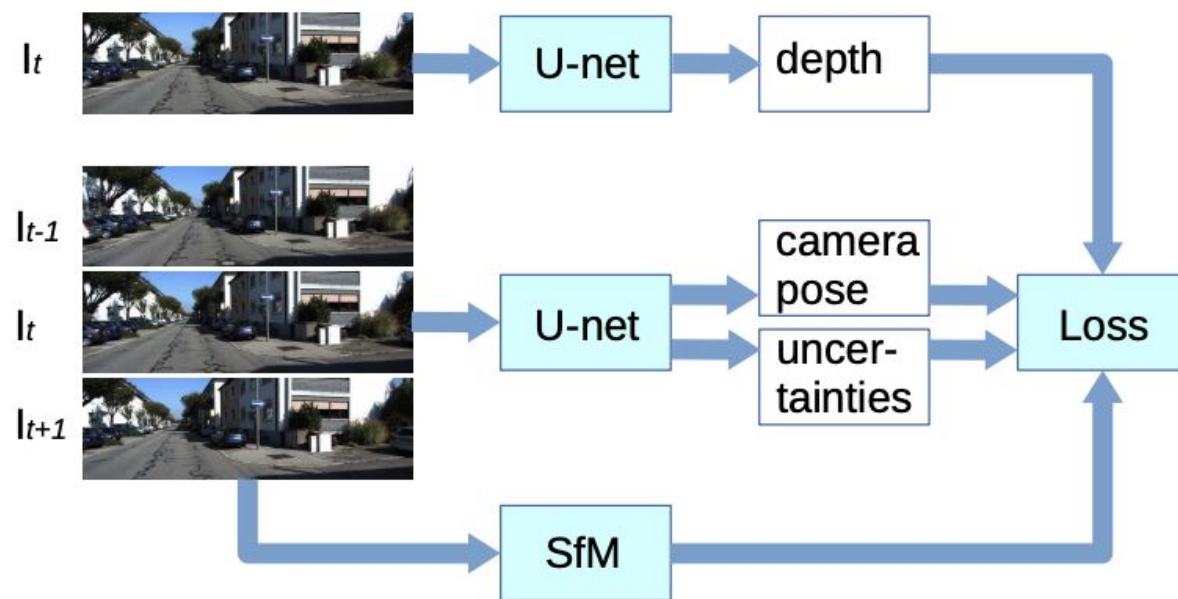 It
U-net
depth
It-1
It
It+1
U-net
camera
pose
uncer-
tainties
Loss
SfM